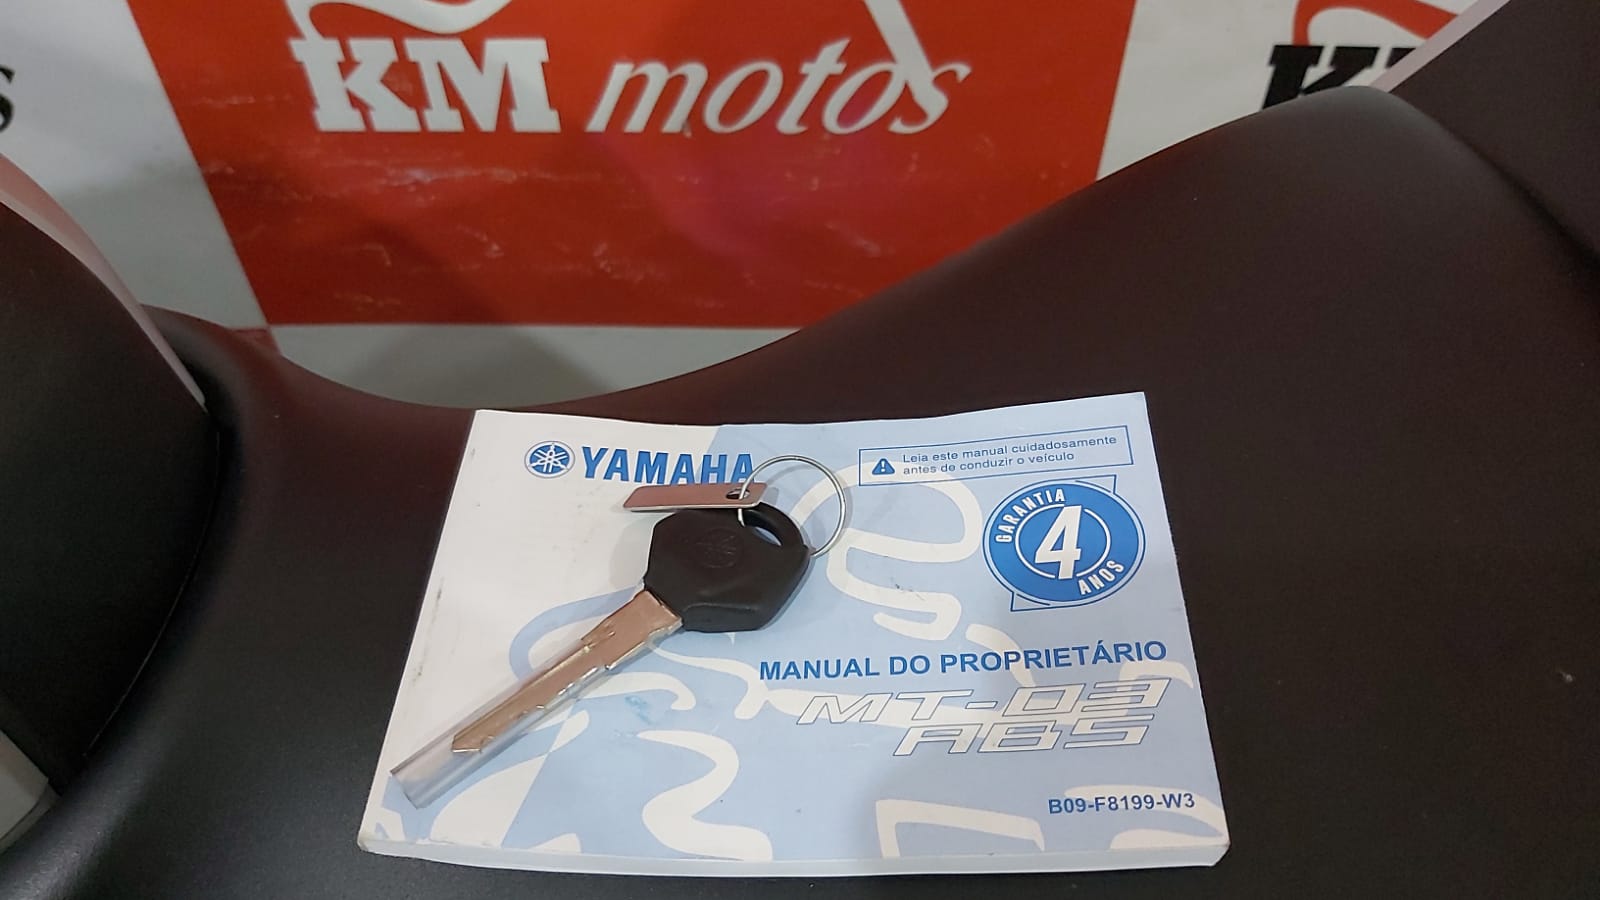 KM motos
YAMAHA
Leia este manual cuidadosamente
antes de conduzir o veículo
GARANTIA
4
ANOS
MANUAL DO PROPRIETÁRIO
MT-03
ABS
B09-F8199-W3